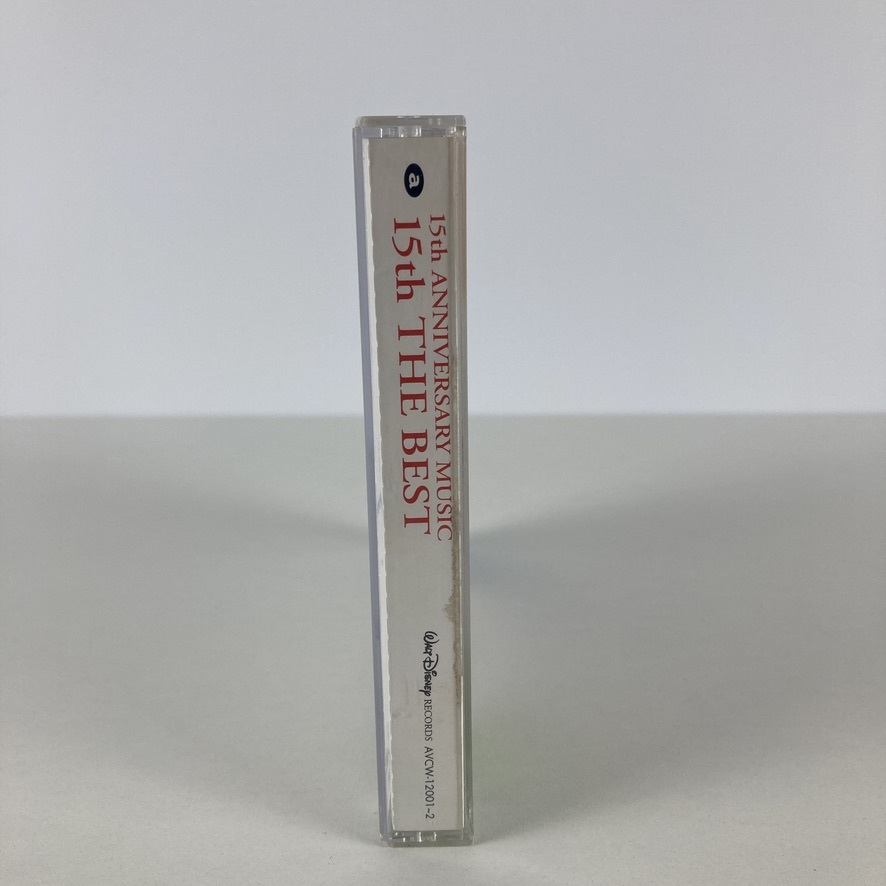 a
15th ANNIVERSARY MUSIC
15th THE BEST
WALT DISNEY RECORDS AVCW-12001~2